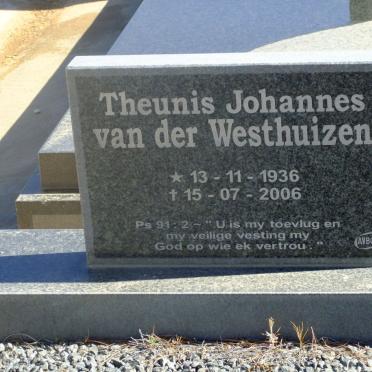 Theunis Johannes
van der Westhuizen
★ 13 - 11 - 1936
† 15 - 07 - 2006
Ps 91 : 2 ~ " U is my toevlug en
my veilige vesting my
God op wie ek vertrou . "